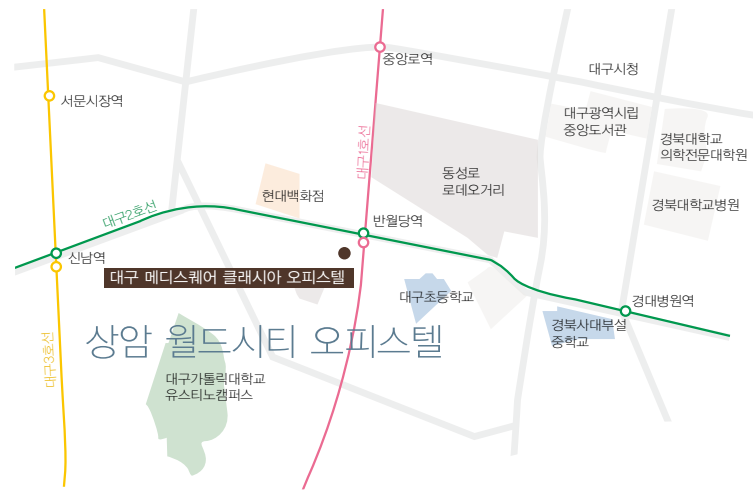 중앙로역
대구시청
서문시장역
대구광역시립
중앙도서관
대구1호선
경북대학교
의학전문대학원
동성로
로데오거리
현대백화점
경북대학교병원
대구2호선
반월당역
신남역
대구 메디스퀘어 클래시아 오피스텔
대구초등학교
경대병원역
경북사대부설
중학교
상암 월드시티 오피스텔
대구3호선
대구가톨릭대학교
유스티노캠퍼스